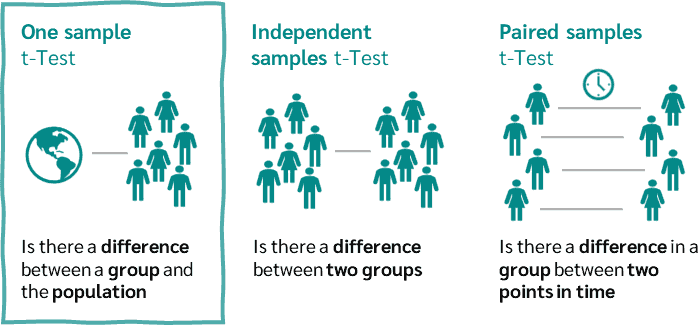 One sample
t-Test
Is there a difference
between a group and
the population
Independent
samples t-Test
Is there a difference
between two groups
Paired samples
t-Test
Is there a difference in a
group between two
points in time